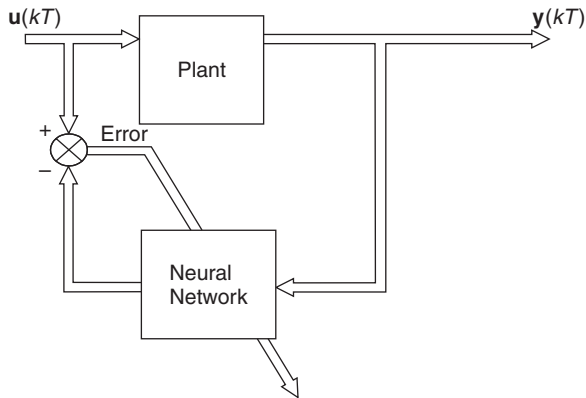 u(kT)
y(kT)
Plant
+
Error
−
Neural
Network